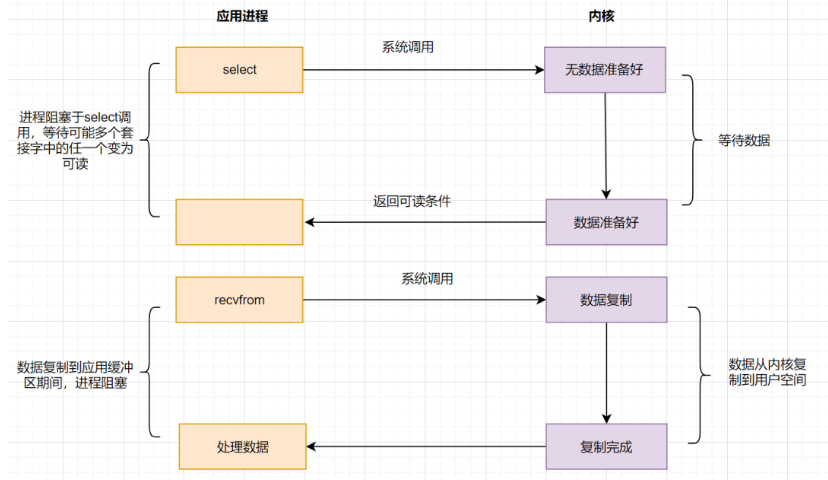 应用进程
内核
系统调用
select
无数据准备好
进程阻塞于select调
用，等待可能多个套
接字中的任一个变为
可读
等待数据
返回可读条件
数据准备好
系统调用
recvfrom
数据复制
数据复制到应用缓冲
区期间，进程阻塞
数据从内核复
制到用户空间
处理数据
复制完成